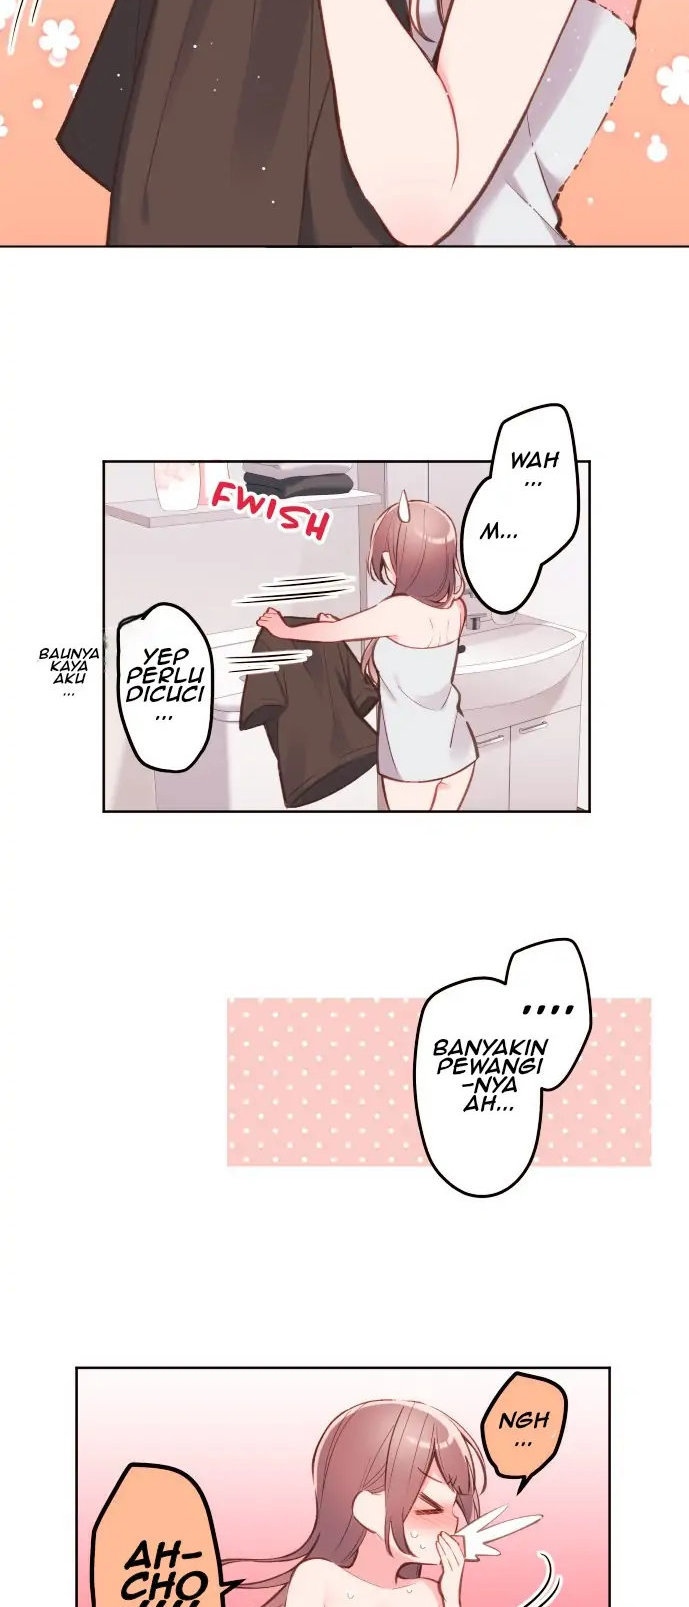 WAH
...
M...
FWISH
YEP
PERLU
DICUCI
...
BAUNYA
KAYA
AKU
...
....
BANYAKIN
PEWANGI
-NYA
AH...
NGH
...
AH-
CHO
!!!!